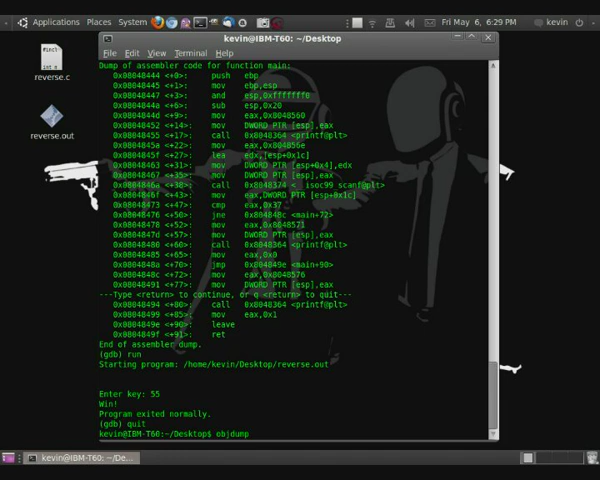 Applications Places System
Fri May 6, 6:29 PM
kevin
kevin@IBM-T60: ~/Desktop
File Edit View Terminal Help
reverse.c
reverse.out
Dump of assembler code for function main:
0x08048444 <+0>: push ebp
0x08048445 <+1>: mov ebp,esp
0x08048447 <+3>: and esp,0xfffffff0
0x0804844a <+6>: sub esp,0x20
0x0804844d <+9>: mov eax,0x8048560
0x08048452 <+14>: mov DWORD PTR [esp],eax
0x08048455 <+17>: call 0x8048364 <printf@plt>
0x0804845a <+22>: mov eax,0x804856e
0x0804845f <+27>: lea edx,[esp+0x1c]
0x08048463 <+31>: mov DWORD PTR [esp+0x4],edx
0x08048467 <+35>: mov DWORD PTR [esp],eax
0x0804846a <+38>: call 0x8048374 <__isoc99_scanf@plt>
0x0804846f <+43>: mov eax,DWORD PTR [esp+0x1c]
0x08048473 <+47>: cmp eax,0x37
0x08048476 <+50>: jne 0x804848c <main+72>
0x08048478 <+52>: mov eax,0x8048571
0x0804847d <+57>: mov DWORD PTR [esp],eax
0x08048480 <+60>: call 0x8048364 <printf@plt>
0x08048485 <+65>: mov eax,0x0
0x0804848a <+70>: jmp 0x804849e <main+90>
0x0804848c <+72>: mov eax,0x8048576
0x08048491 <+77>: mov DWORD PTR [esp],eax
---Type <return> to continue, or q <return> to quit---
0x08048494 <+80>: call 0x8048364 <printf@plt>
0x08048499 <+85>: mov eax,0x1
0x0804849e <+90>: leave
0x0804849f <+91>: ret
End of assembler dump.
(gdb) run
Starting program: /home/kevin/Desktop/reverse.out
Enter key: 55
Win!
Program exited normally.
(gdb) quit
kevin@IBM-T60:~/Desktop$ objdump
kevin@IBM-T60: ~/De...